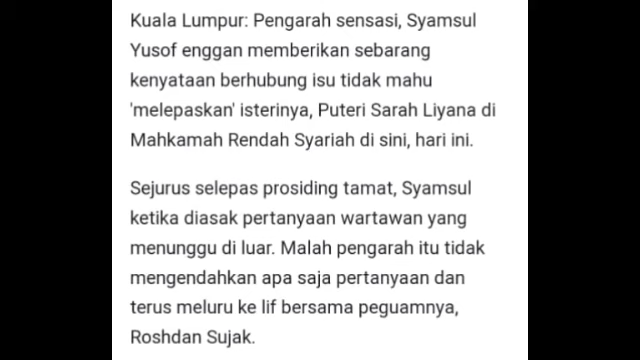 Kuala Lumpur: Pengarah sensasi, Syamsul
Yusof enggan memberikan sebarang
kenyataan berhubung isu tidak mahu
'melepaskan' isterinya, Puteri Sarah Liyana di
Mahkamah Rendah Syariah di sini, hari ini.
Sejurus selepas prosiding tamat, Syamsul
ketika diasak pertanyaan wartawan yang
menunggu di luar. Malah pengarah itu tidak
mengendahkan apa saja pertanyaan dan
terus meluru ke lif bersama peguamnya,
Roshdan Sujak.